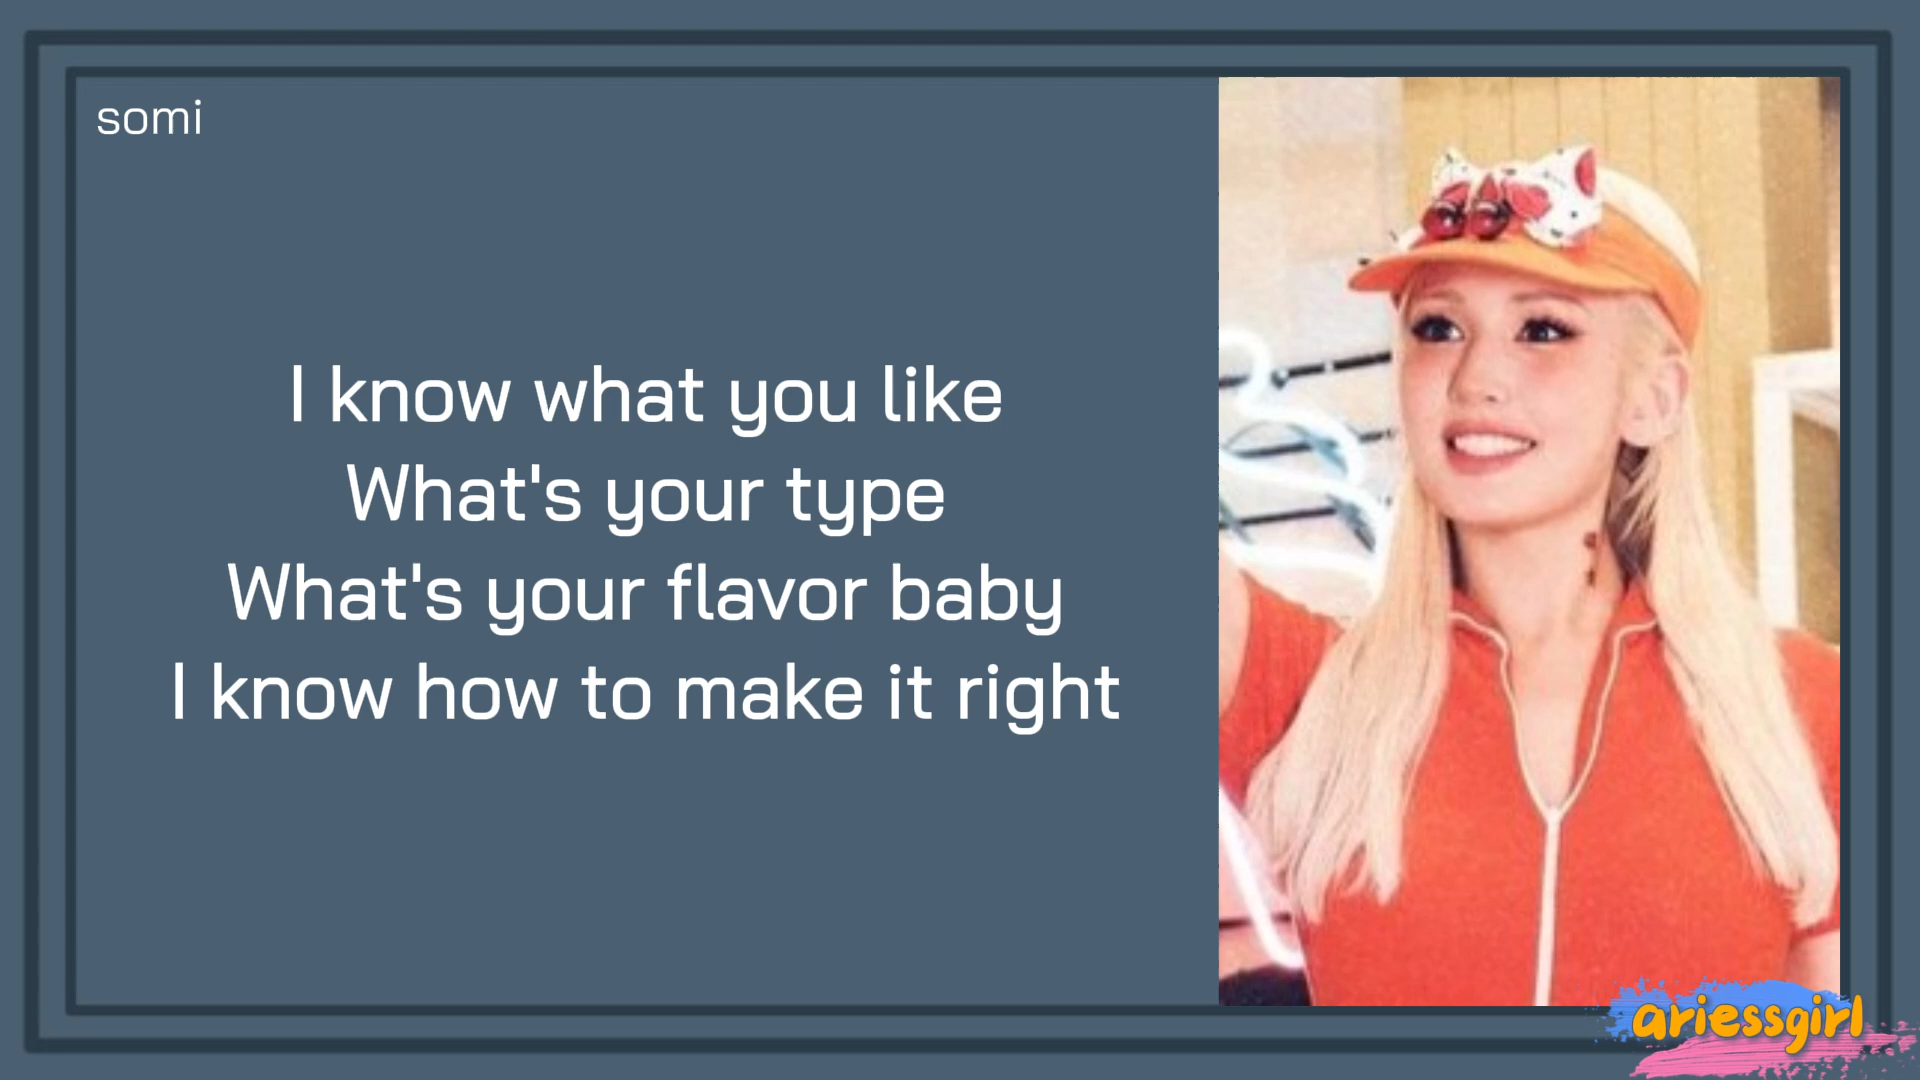 somi
I know what you like
What's your type
What's your flavor baby
I know how to make it right
ariessgirl